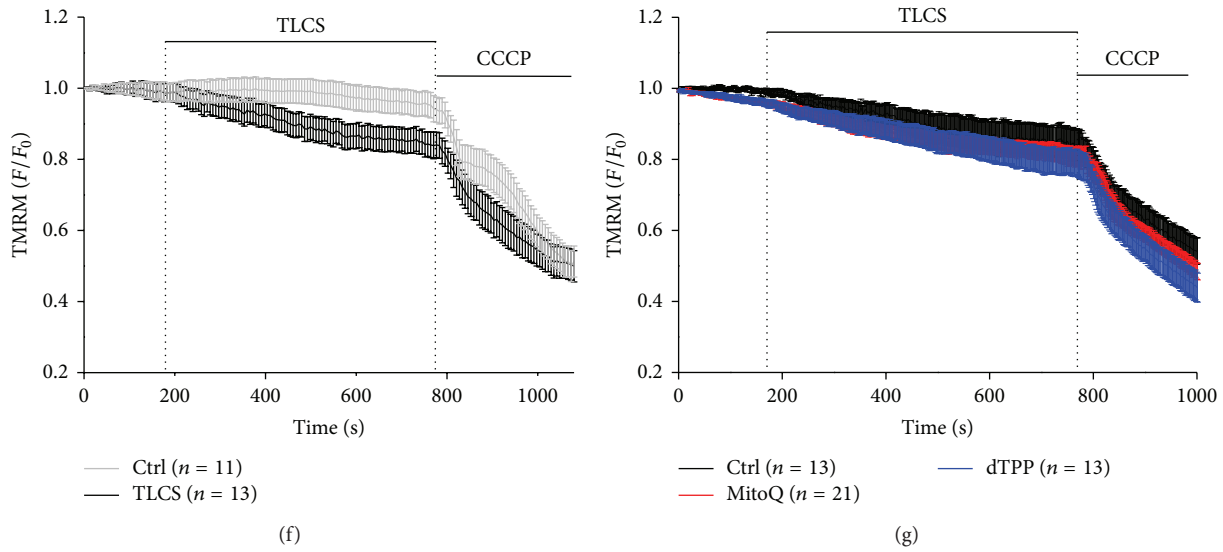 TLCS
CCCP
1.2
1.0
0.8
0.6
0.4
0.2
TMRM (F/F0)
0 200 400 600 800 1000
Time (s)
Ctrl (n = 11)
TLCS (n = 13)
(f)
TLCS
CCCP
1.2
1.0
0.8
0.6
0.4
0.2
TMRM (F/F0)
0 200 400 600 800 1000
Time (s)
Ctrl (n = 13) dTPP (n = 13)
MitoQ (n = 21)
(g)